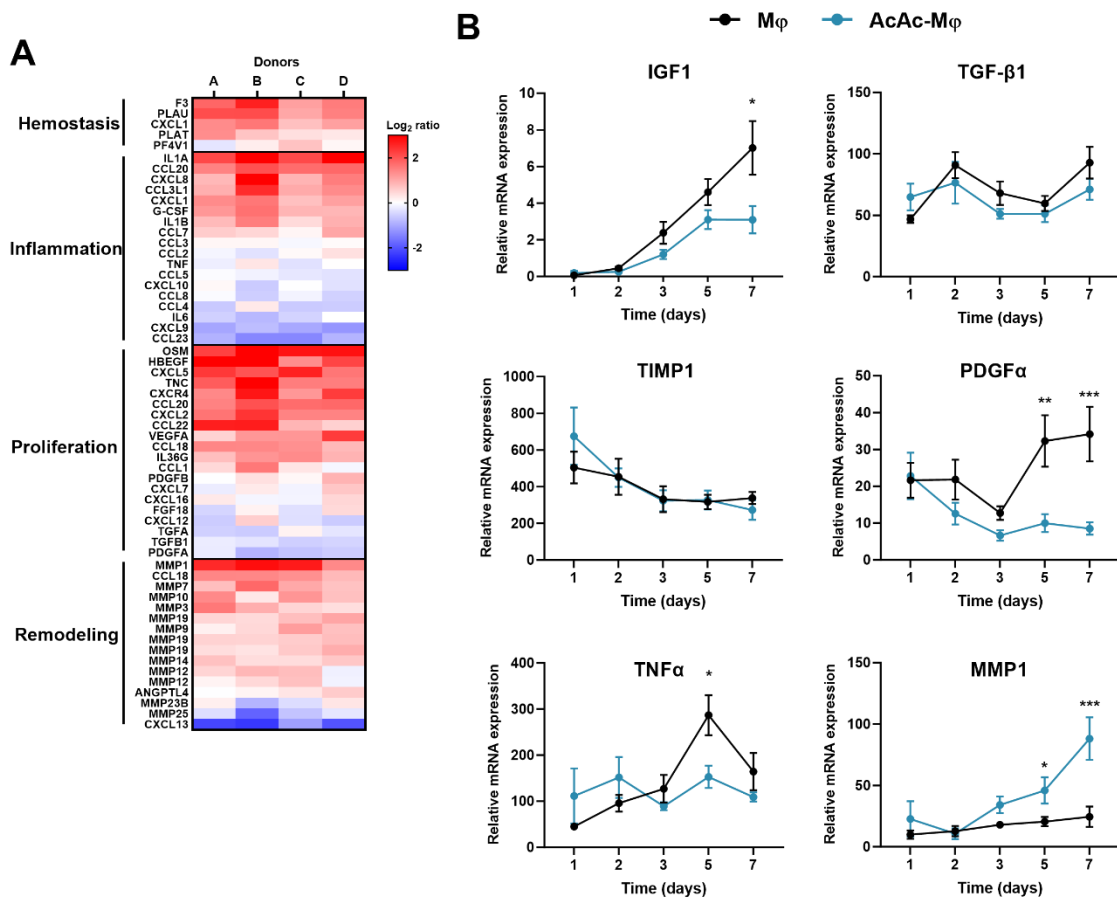 A
Donors
A B C D
Hemostasis
F3
PLAU
CXCL1
PLAT
PF4V1
Inflammation
IL1A
CCL20
CXCL8
CCL3L1
CXCL1
G-CSF
IL1B
CCL7
CCL3
CCL2
TNF
CCL5
CXCL10
CCL8
CCL4
IL6
CXCL9
CCL23
Proliferation
OSM
HBEGF
CXCL5
TNC
CXCR4
CCL20
CXCL2
CCL22
VEGFA
CCL18
IL36G
CCL1
PDGFB
CXCL7
CXCL16
FGF18
CXCL12
TGFA
TGFB1
PDGFA
Remodeling
MMP1
CCL18
MMP7
MMP10
MMP3
MMP19
MMP9
MMP19
MMP19
MMP14
MMP12
MMP12
ANGPTL4
MMP23B
MMP25
CXCL13
Log₂ ratio
2
0
-2
B
Mφ AcAc-Mφ
IGF1
Relative mRNA expression
10
8
6
4
2
0
*
1 2 3 5 7
Time (days)
TGF-β1
Relative mRNA expression
150
100
50
0
1 2 3 5 7
Time (days)
TIMP1
Relative mRNA expression
1000
800
600
400
200
0
1 2 3 5 7
Time (days)
PDGFα
Relative mRNA expression
50
40
30
20
10
0
** ***
1 2 3 5 7
Time (days)
TNFα
Relative mRNA expression
400
300
200
100
0
*
1 2 3 5 7
Time (days)
MMP1
Relative mRNA expression
150
100
50
0
* ***
1 2 3 5 7
Time (days)